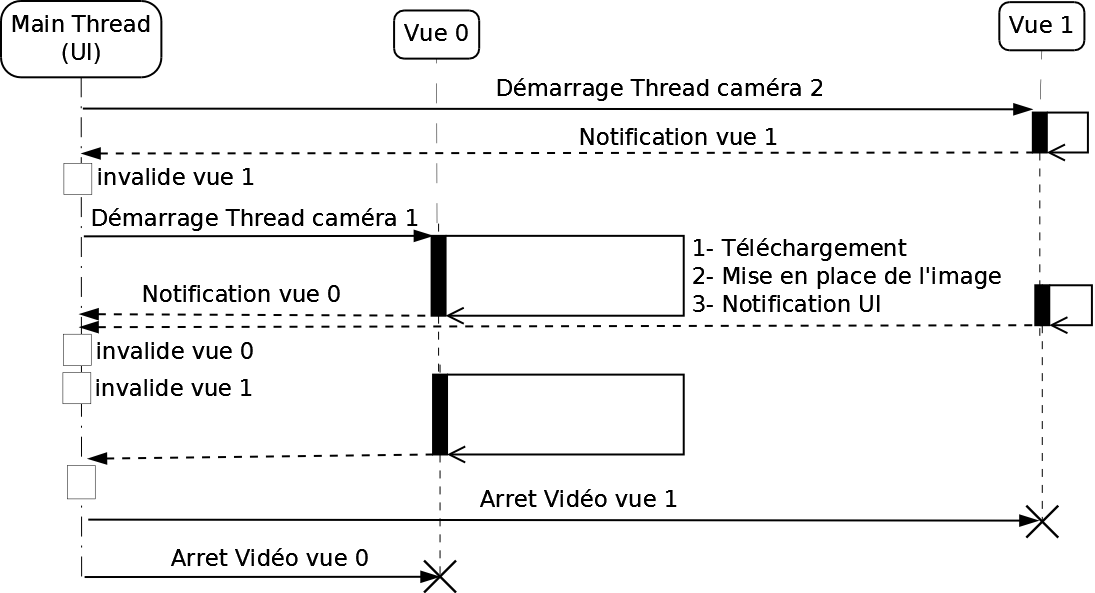 Main Thread
(UI)
Vue 0
Vue 1
Démarrage Thread caméra 2
Notification vue 1
invalide vue 1
Démarrage Thread caméra 1
1- Téléchargement
2- Mise en place de l'image
3- Notification UI
Notification vue 0
invalide vue 0
invalide vue 1
Arret Vidéo vue 1
Arret Vidéo vue 0